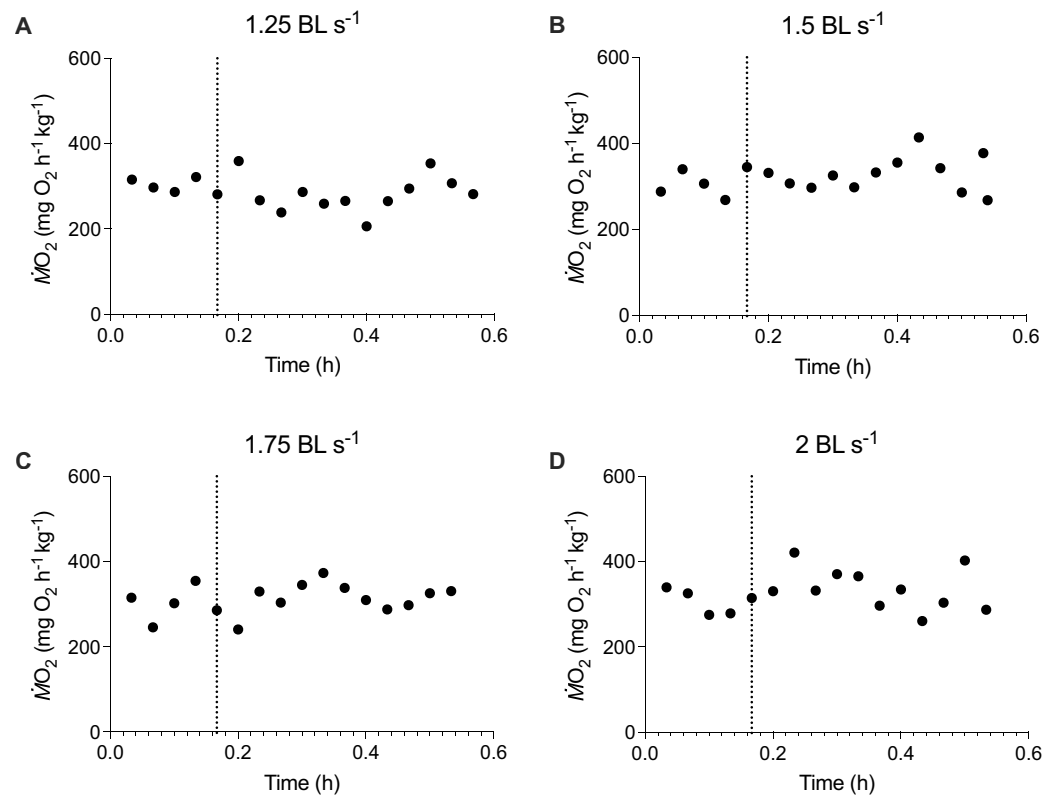 A
1.25 BL s⁻¹
600
400
200
0
ṀO₂ (mg O₂ h⁻¹ kg⁻¹)
0.0 0.2 0.4 0.6
Time (h)
B
1.5 BL s⁻¹
600
400
200
0
ṀO₂ (mg O₂ h⁻¹ kg⁻¹)
0.0 0.2 0.4 0.6
Time (h)
C
1.75 BL s⁻¹
600
400
200
0
ṀO₂ (mg O₂ h⁻¹ kg⁻¹)
0.0 0.2 0.4 0.6
Time (h)
D
2 BL s⁻¹
600
400
200
0
ṀO₂ (mg O₂ h⁻¹ kg⁻¹)
0.0 0.2 0.4 0.6
Time (h)